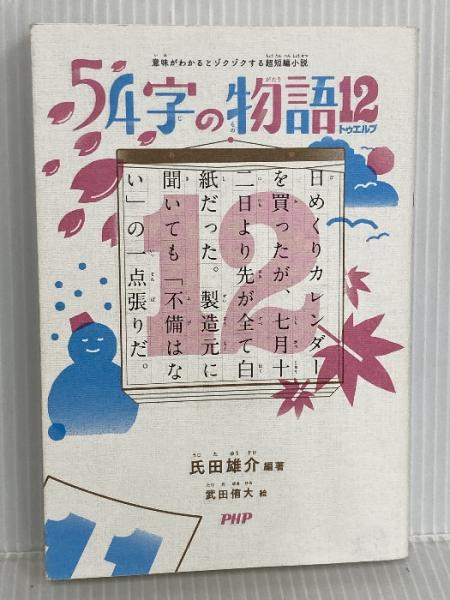 意味がわかるとゾクゾクする超短編小説
54字の物語12
トゥエルブ
12
日めくりカレンダー
を買ったが、七月十
二日より先が全て白
紙だった。製造元に
聞いても「不備はな
い」の一点張りだ。
氏田雄介 編著
武田侑大 絵
PHP
11